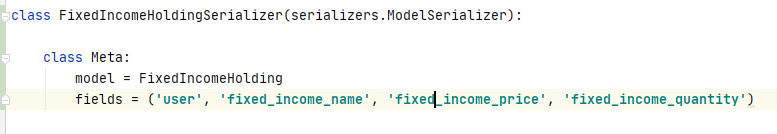 class FixedIncomeHoldingSerializer(serializers.ModelSerializer):
class Meta:
model = FixedIncomeHolding
fields = ('user', 'fixed_income_name', 'fixed_income_price', 'fixed_income_quantity')